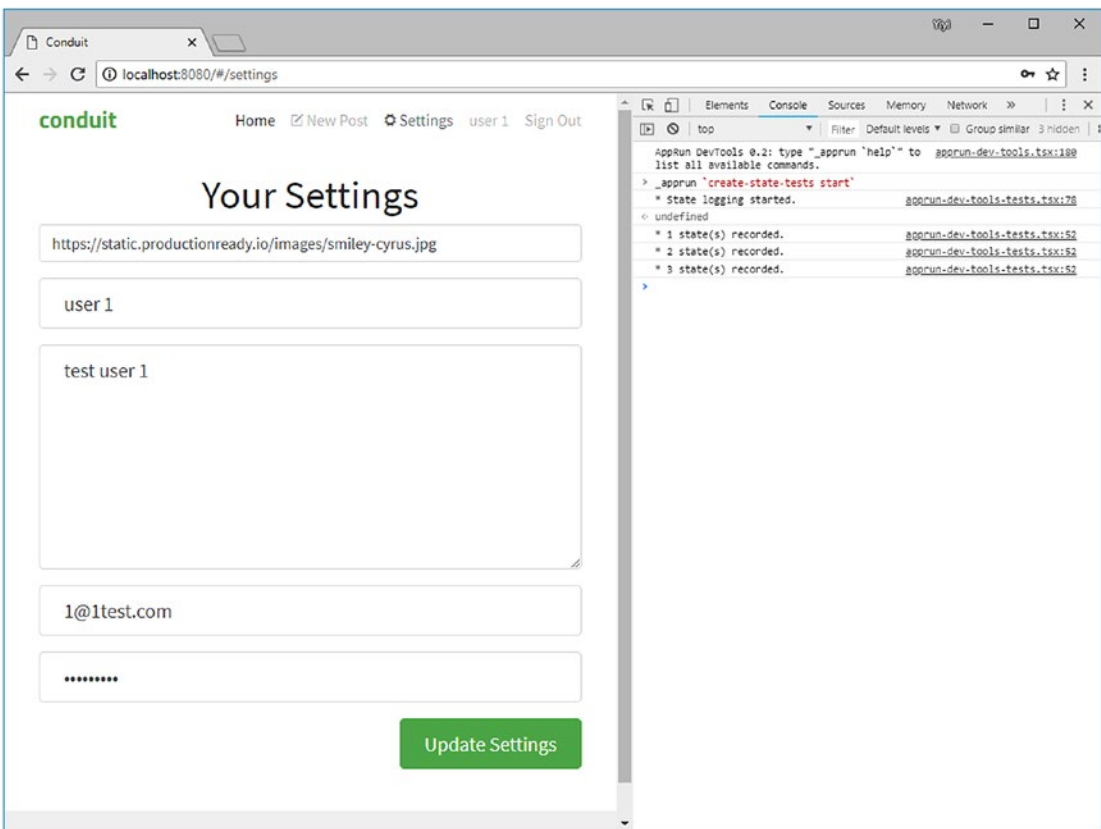 Yiyi
Conduit
localhost:8080/#/settings
conduit
Home New Post Settings user 1 Sign Out
Your Settings
https://static.productionready.io/images/smiley-cyrus.jpg
user 1
test user 1
1@1test.com
•••••••••
Update Settings
Elements Console Sources Memory Network »
top Filter Default levels Group similar 3 hidden
AppRun DevTools 0.2: type "_apprun `help`" to apprun-dev-tools.tsx:180
list all available commands.
> _apprun `create-state-tests start`
* State logging started. apprun-dev-tools-tests.tsx:78
undefined
* 1 state(s) recorded. apprun-dev-tools-tests.tsx:52
* 2 state(s) recorded. apprun-dev-tools-tests.tsx:52
* 3 state(s) recorded. apprun-dev-tools-tests.tsx:52
>